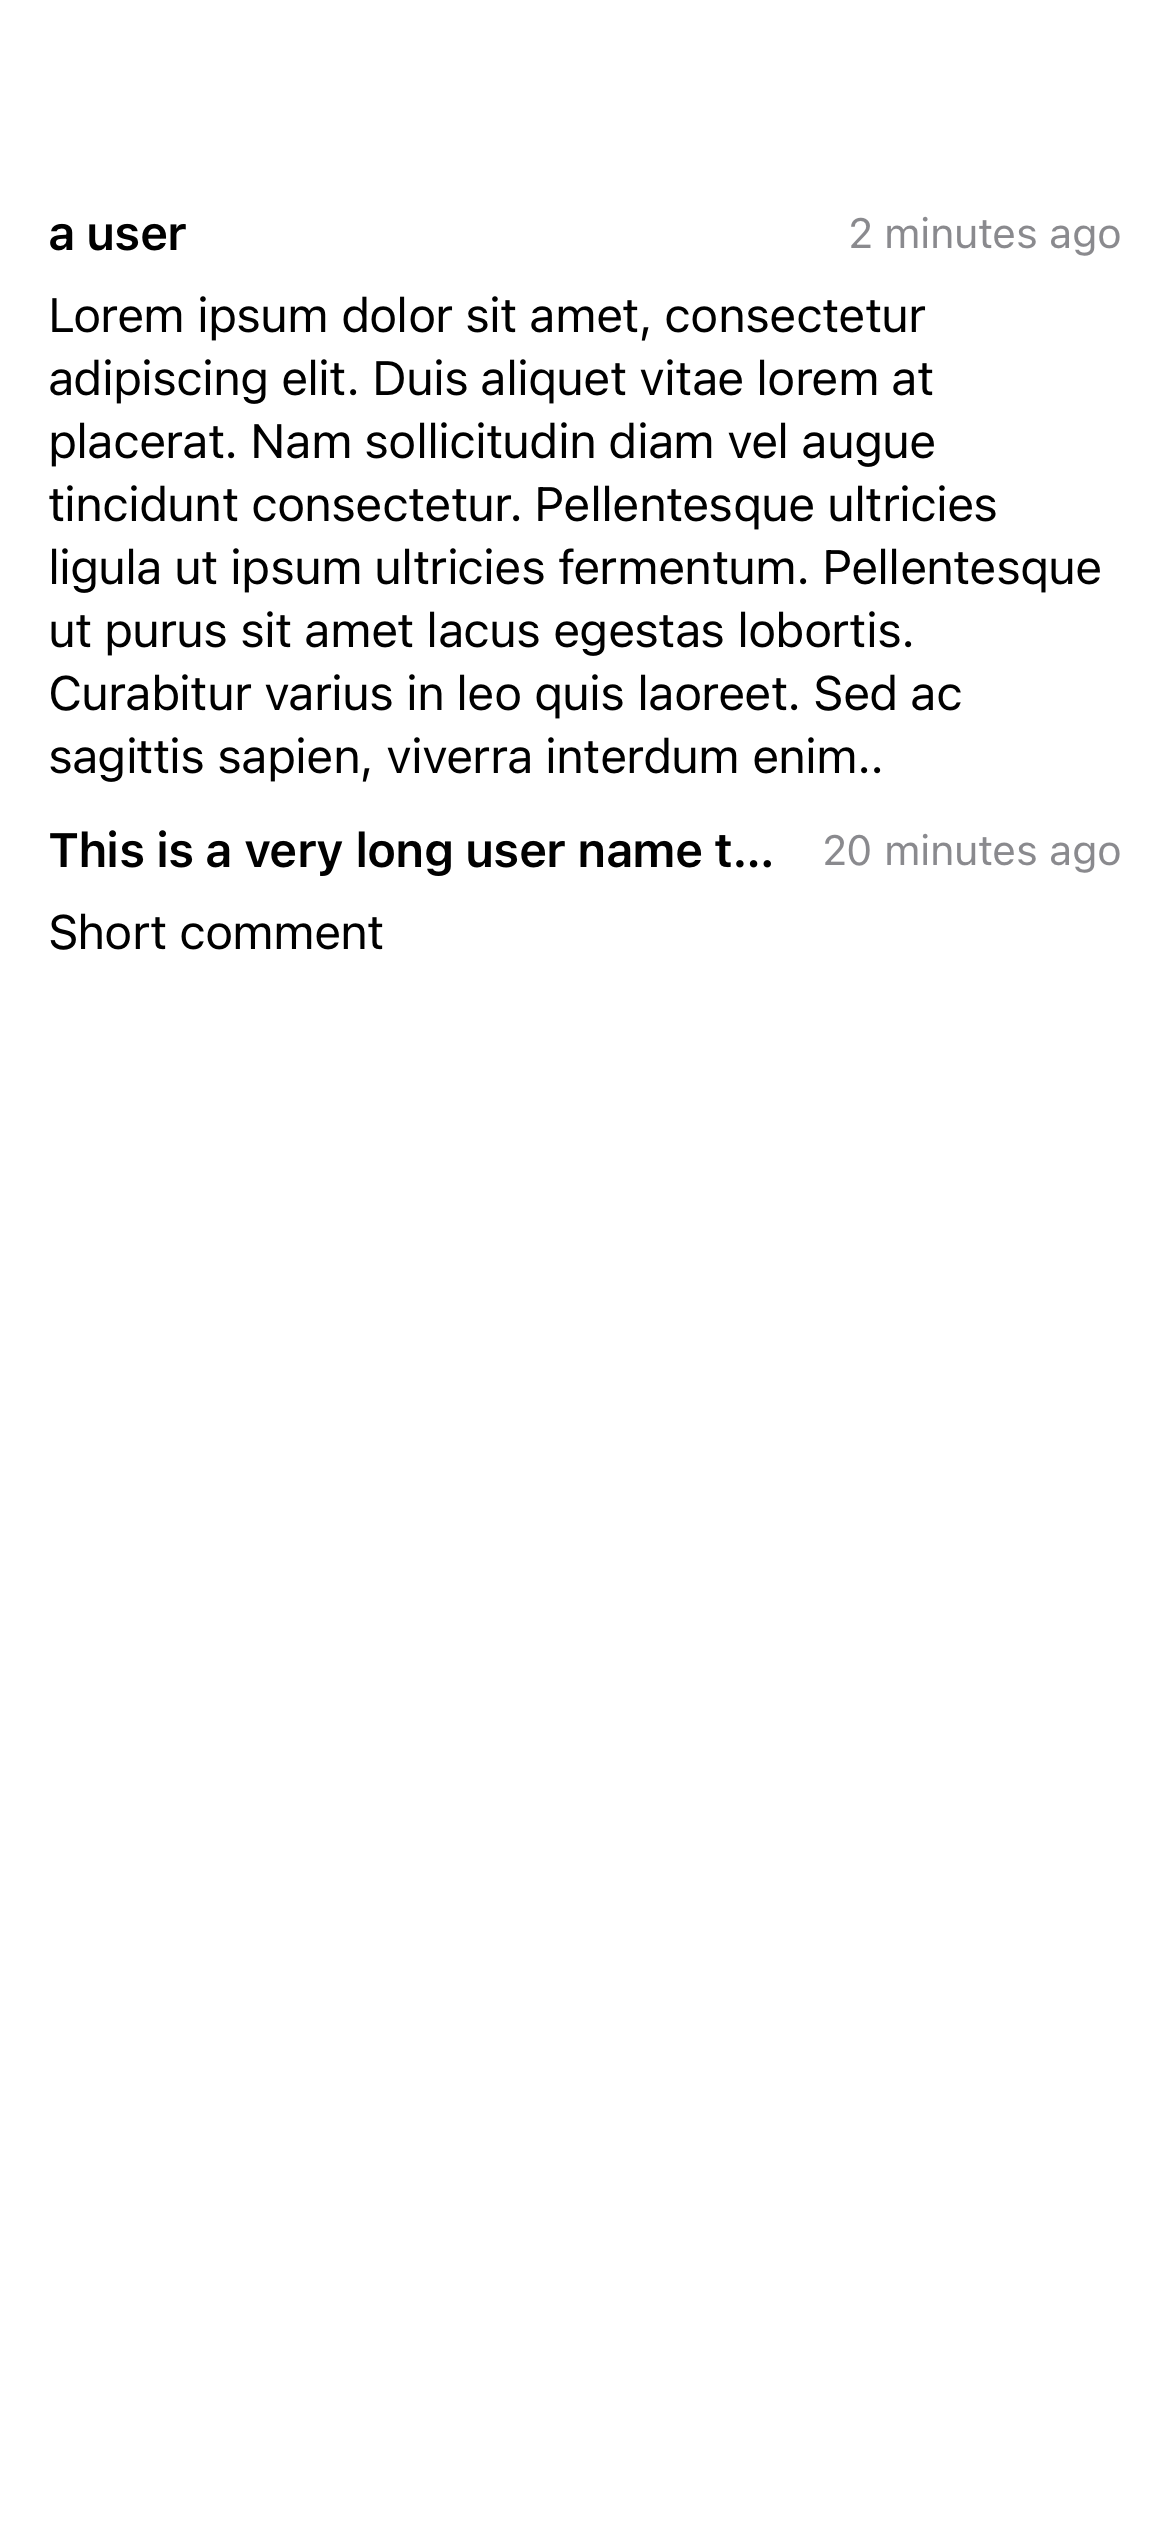 a user
2 minutes ago
Lorem ipsum dolor sit amet, consectetur
adipiscing elit. Duis aliquet vitae lorem at
placerat. Nam sollicitudin diam vel augue
tincidunt consectetur. Pellentesque ultricies
ligula ut ipsum ultricies fermentum. Pellentesque
ut purus sit amet lacus egestas lobortis.
Curabitur varius in leo quis laoreet. Sed ac
sagittis sapien, viverra interdum enim..
This is a very long user name t...
20 minutes ago
Short comment